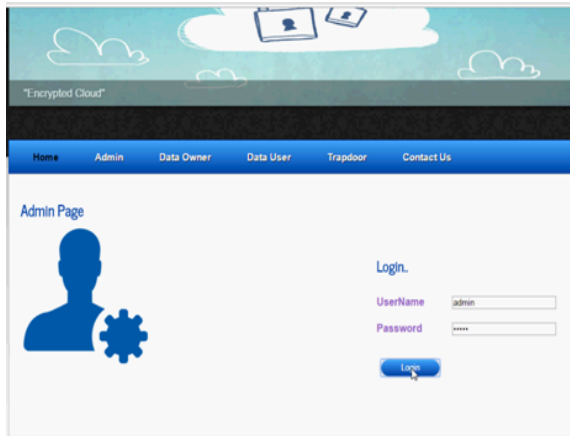 "Encrypted Cloud"
Home Admin Data Owner Data User Trapdoor Contact Us
Admin Page
Login..
UserName admin
Password •••••
Login